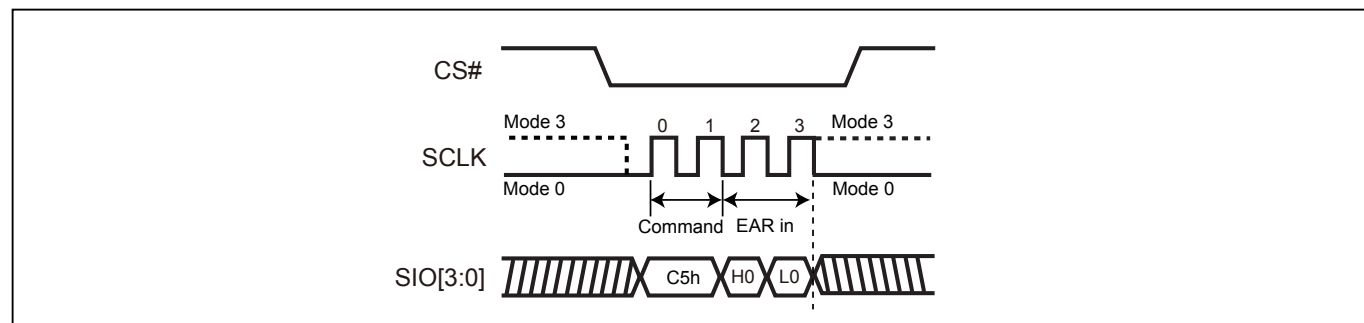 CS#
Mode 3 0 1 2 3 Mode 3
SCLK
Mode 0 Mode 0
Command EAR in
SIO[3:0] C5h H0 L0